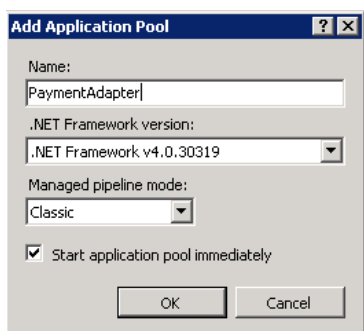 Add Application Pool
Name:
PaymentAdapter
.NET Framework version:
.NET Framework v4.0.30319
Managed pipeline mode:
Classic
Start application pool immediately
OK Cancel